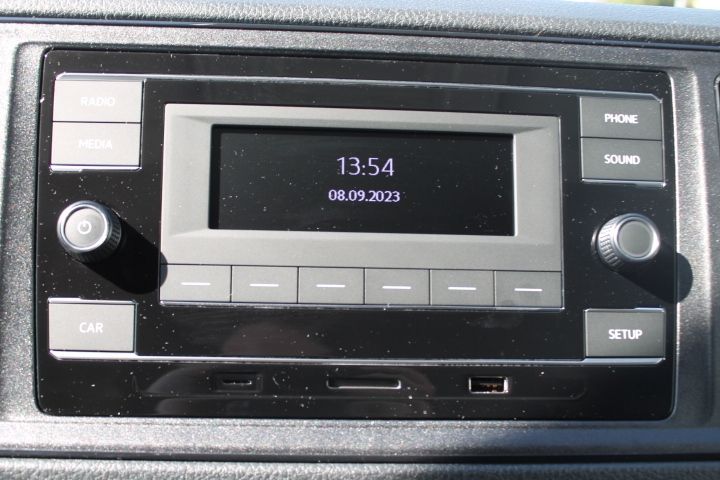 RADIO
MEDIA
13:54
08.09.2023
PHONE
SOUND
CAR
SETUP